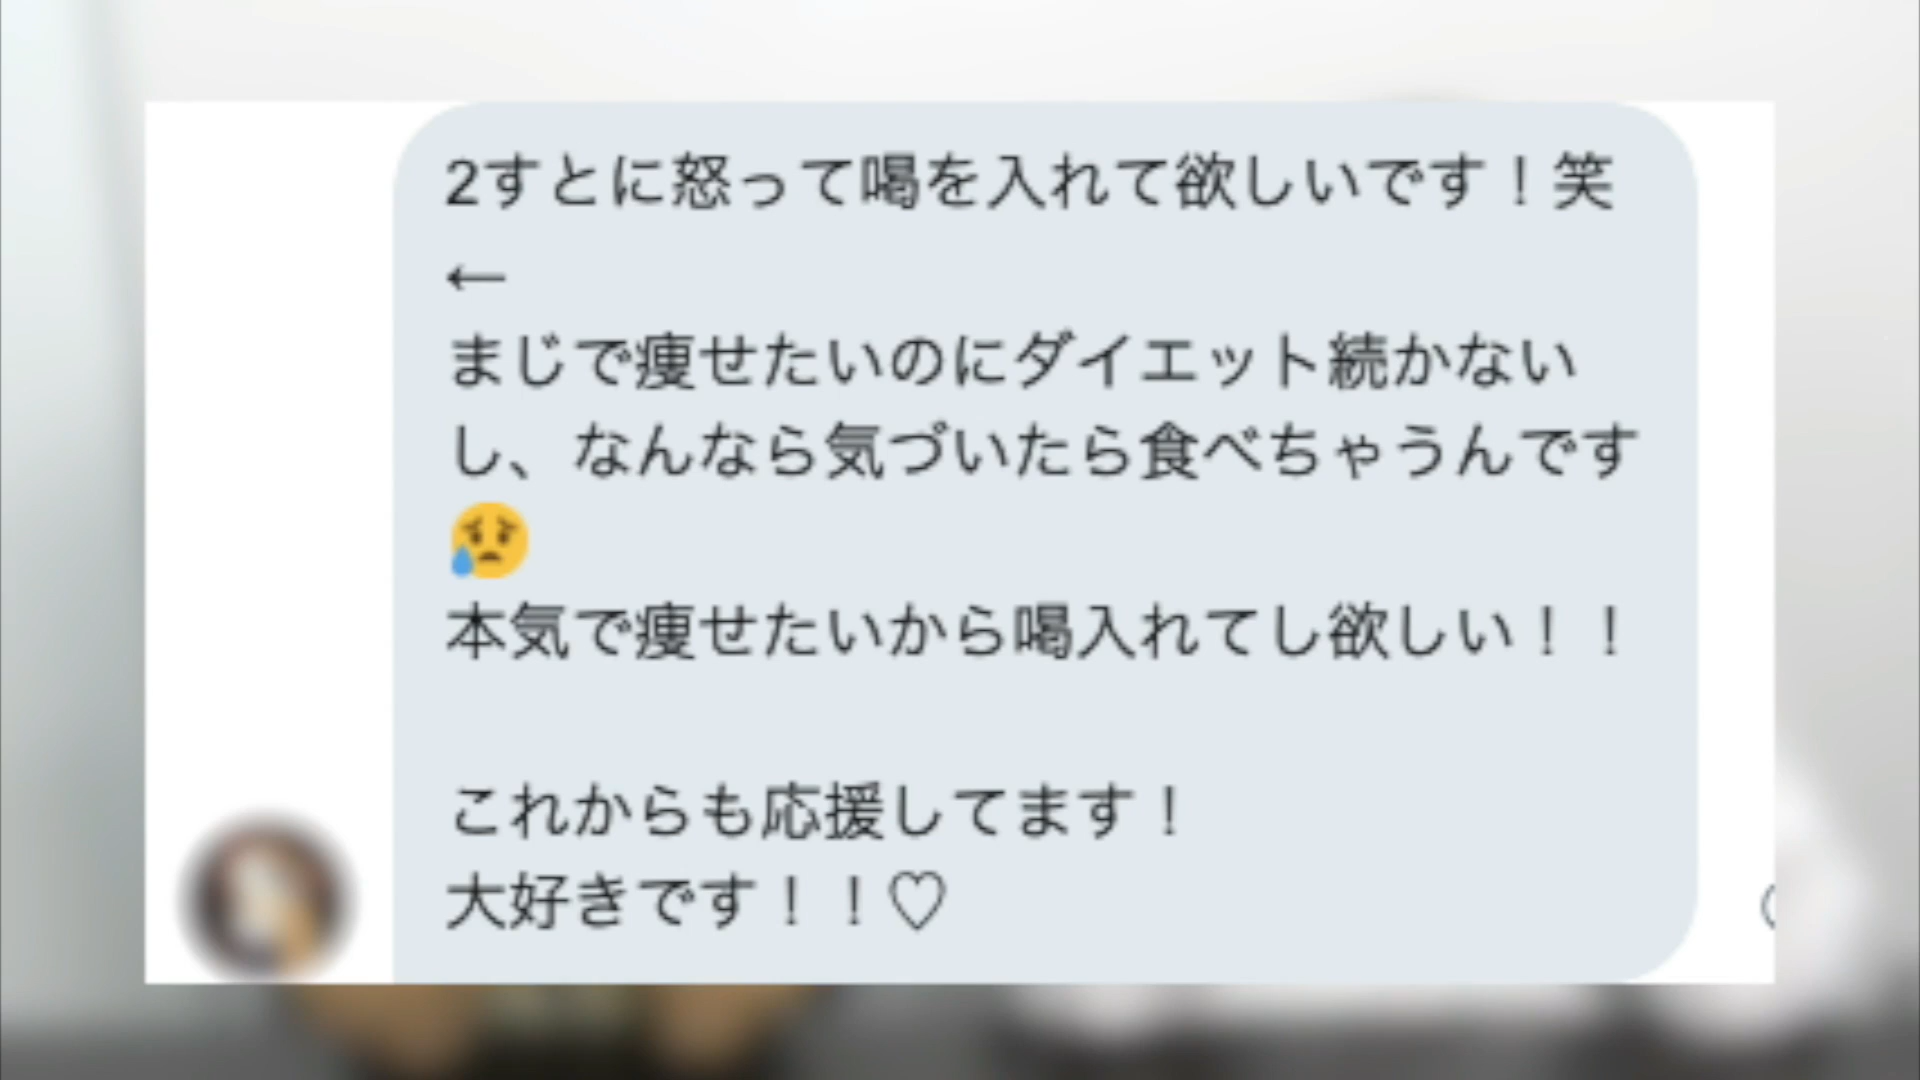 2すとに怒って喝を入れて欲しいです！笑
←
まじで痩せたいのにダイエット続かない
し、なんなら気づいたら食べちゃうんです
😥
本気で痩せたいから喝入れてし欲しい！！
これからも応援してます！
大好きです！！♡